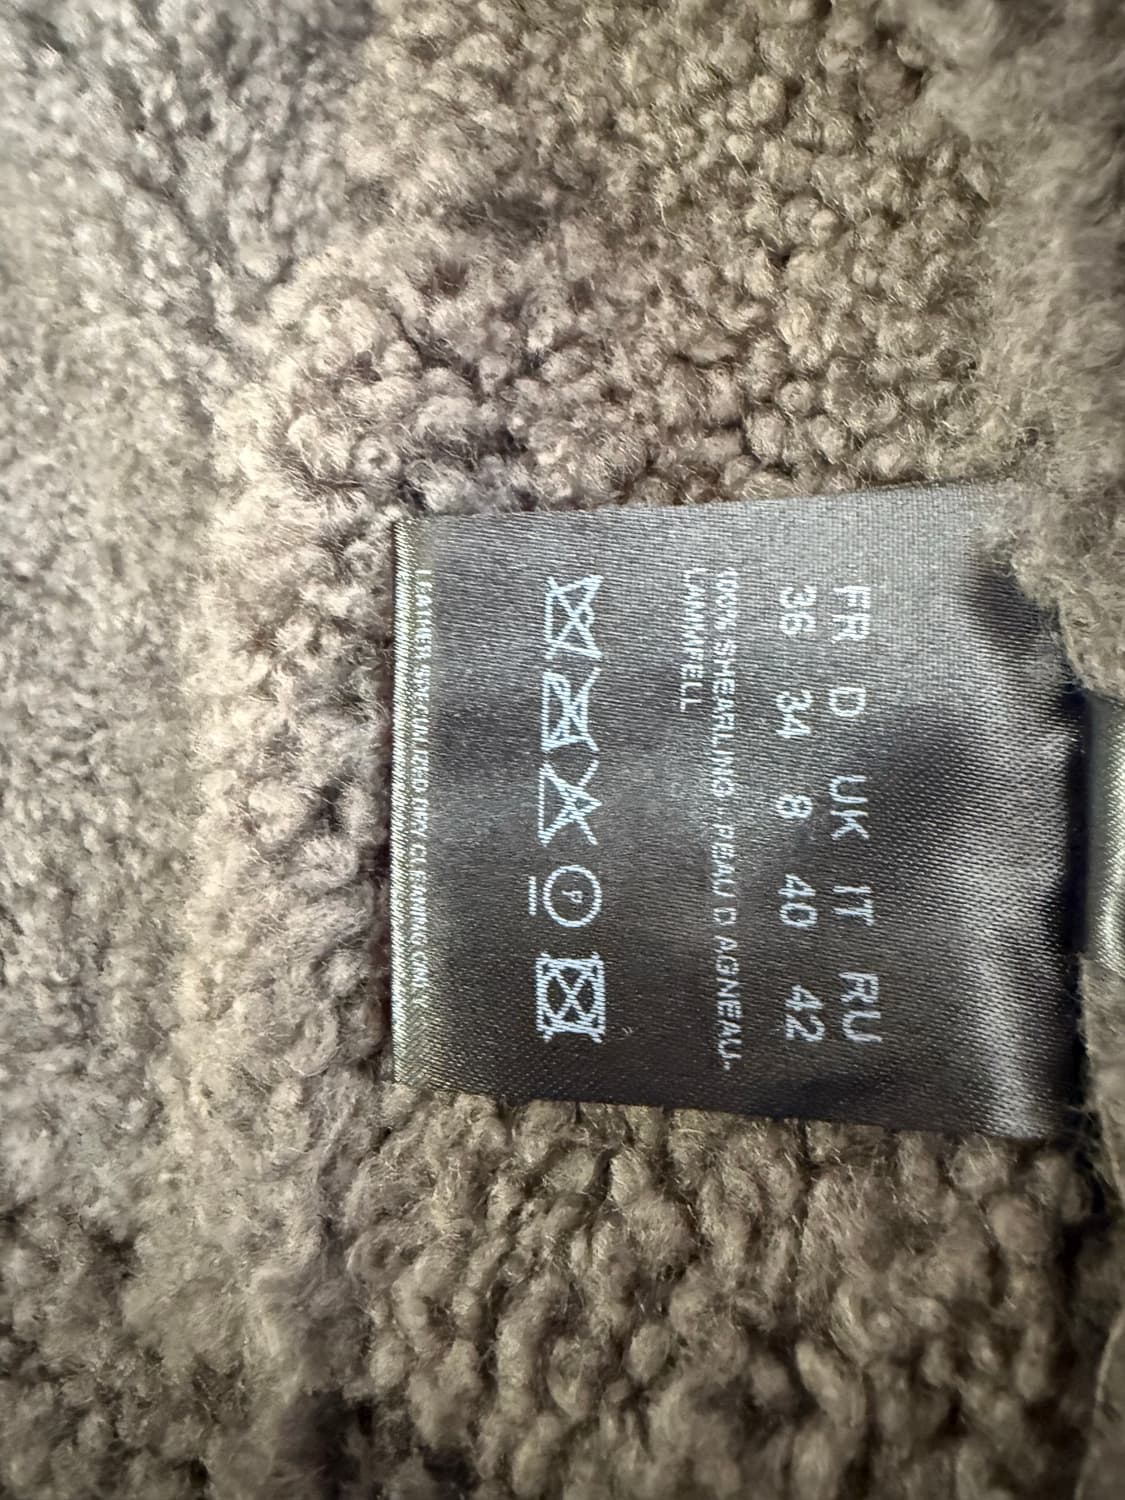 FR D UK IT RU
36 34 8 40 42
100% SHEARLING- PEAU D AGNEAU-
LAMMFELL
P